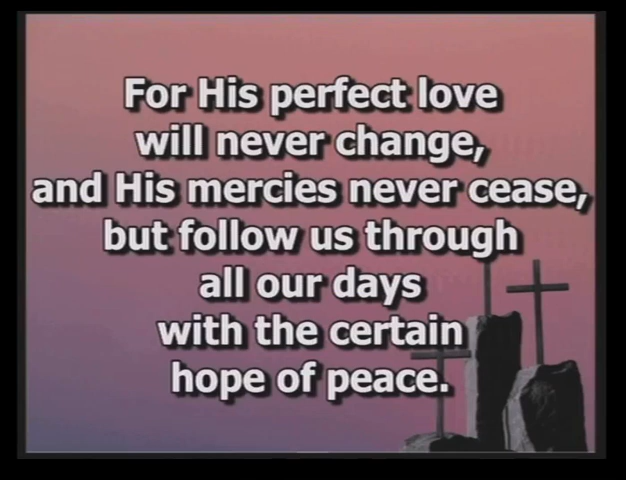 For His perfect love
will never change,
and His mercies never cease,
but follow us through
all our days
with the certain
hope of peace.